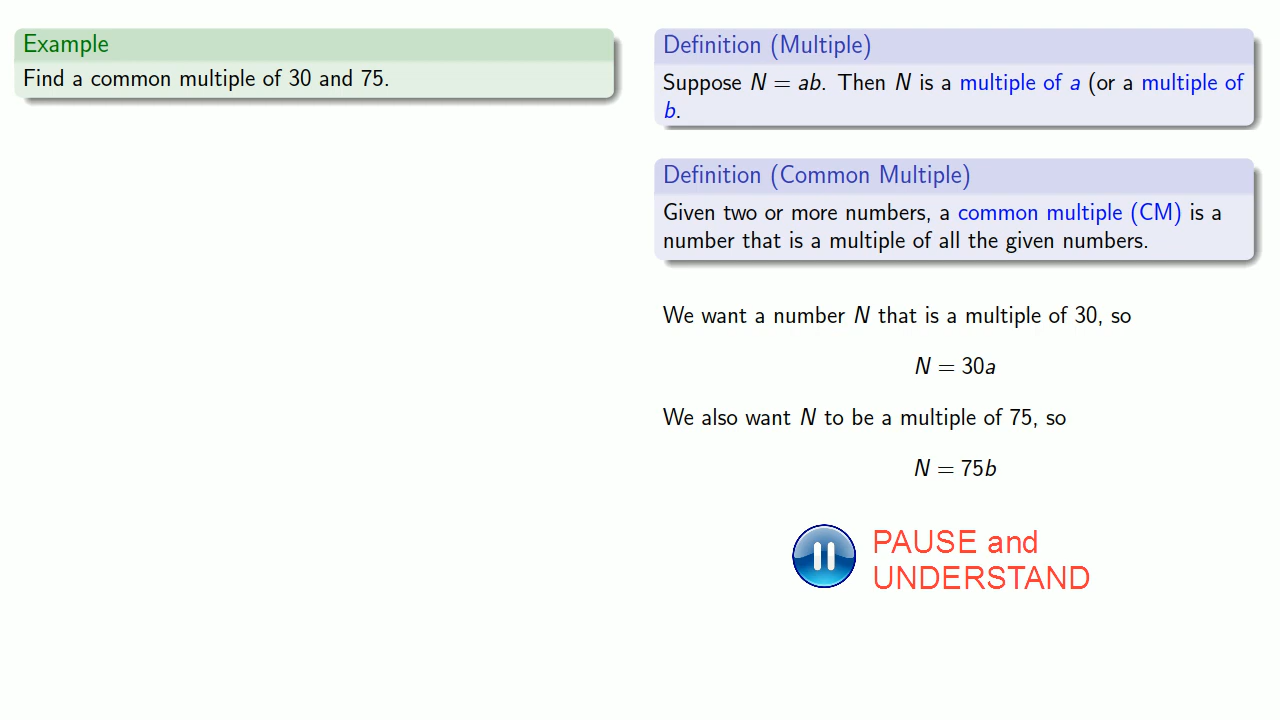 Example
Find a common multiple of 30 and 75.
Definition (Multiple)
Suppose N = ab. Then N is a multiple of a (or a multiple of
b.
Definition (Common Multiple)
Given two or more numbers, a common multiple (CM) is a
number that is a multiple of all the given numbers.
We want a number N that is a multiple of 30, so
N = 30a
We also want N to be a multiple of 75, so
N = 75b
PAUSE and
UNDERSTAND